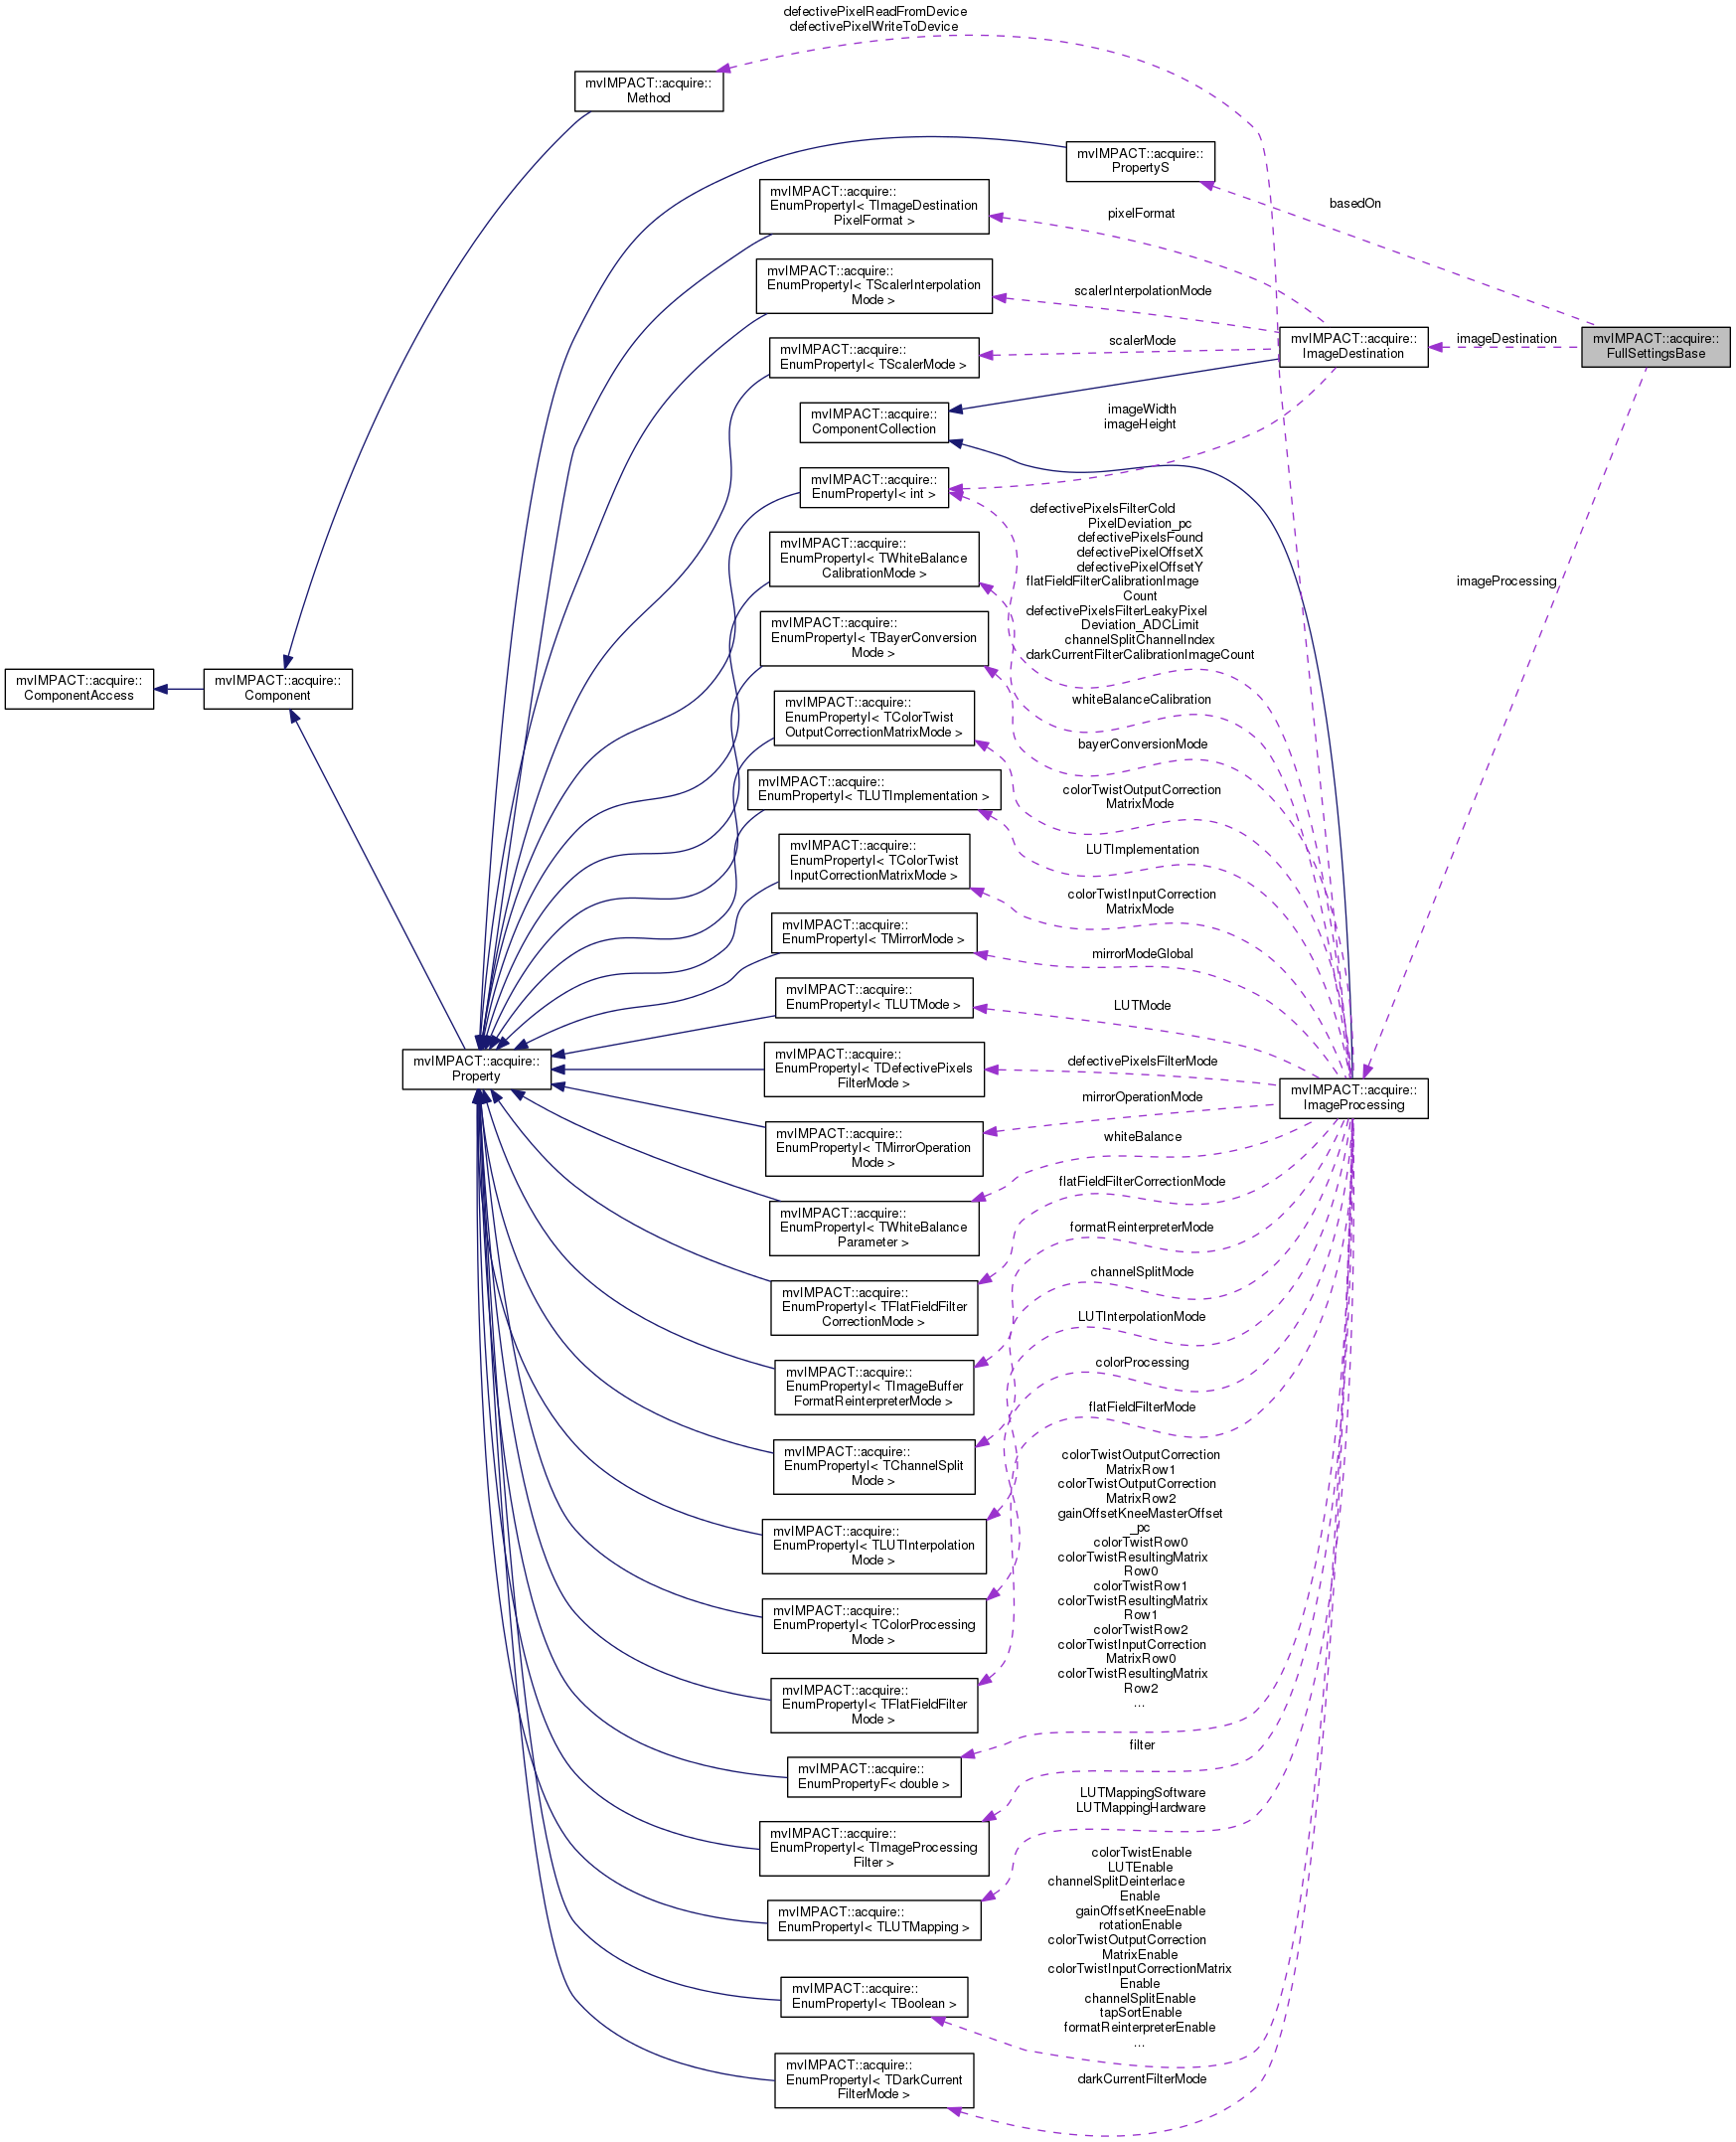 defectivePixelReadFromDevice
defectivePixelWriteToDevice
mvIMPACT::acquire::
Method
mvIMPACT::acquire::
PropertyS
mvIMPACT::acquire::
EnumPropertyI< TImageDestination
PixelFormat >
pixelFormat
basedOn
mvIMPACT::acquire::
EnumPropertyI< TScalerInterpolation
Mode >
scalerInterpolationMode
mvIMPACT::acquire::
EnumPropertyI< TScalerMode >
scalerMode
mvIMPACT::acquire::
ImageDestination
imageDestination
mvIMPACT::acquire::
FullSettingsBase
mvIMPACT::acquire::
ComponentCollection
imageWidth
imageHeight
mvIMPACT::acquire::
EnumPropertyI< int >
defectivePixelsFilterCold
PixelDeviation_pc
defectivePixelsFound
defectivePixelOffsetX
defectivePixelOffsetY
flatFieldFilterCalibrationImage
Count
defectivePixelsFilterLeakyPixel
Deviation_ADCLimit
channelSplitChannelIndex
darkCurrentFilterCalibrationImageCount
imageProcessing
mvIMPACT::acquire::
EnumPropertyI< TWhiteBalance
CalibrationMode >
whiteBalanceCalibration
mvIMPACT::acquire::
EnumPropertyI< TBayerConversion
Mode >
bayerConversionMode
mvIMPACT::acquire::
ComponentAccess
mvIMPACT::acquire::
Component
mvIMPACT::acquire::
EnumPropertyI< TColorTwist
OutputCorrectionMatrixMode >
colorTwistOutputCorrection
MatrixMode
mvIMPACT::acquire::
EnumPropertyI< TLUTImplementation >
LUTImplementation
mvIMPACT::acquire::
EnumPropertyI< TColorTwist
InputCorrectionMatrixMode >
colorTwistInputCorrection
MatrixMode
mvIMPACT::acquire::
EnumPropertyI< TMirrorMode >
mirrorModeGlobal
mvIMPACT::acquire::
EnumPropertyI< TLUTMode >
LUTMode
mvIMPACT::acquire::
Property
mvIMPACT::acquire::
EnumPropertyI< TDefectivePixels
FilterMode >
defectivePixelsFilterMode
mvIMPACT::acquire::
ImageProcessing
mvIMPACT::acquire::
EnumPropertyI< TMirrorOperation
Mode >
mirrorOperationMode
mvIMPACT::acquire::
EnumPropertyI< TWhiteBalance
Parameter >
whiteBalance
mvIMPACT::acquire::
EnumPropertyI< TFlatFieldFilter
CorrectionMode >
flatFieldFilterCorrectionMode
mvIMPACT::acquire::
EnumPropertyI< TImageBuffer
FormatReinterpreterMode >
formatReinterpreterMode
mvIMPACT::acquire::
EnumPropertyI< TChannelSplit
Mode >
channelSplitMode
mvIMPACT::acquire::
EnumPropertyI< TLUTInterpolation
Mode >
LUTInterpolationMode
mvIMPACT::acquire::
EnumPropertyI< TColorProcessing
Mode >
colorProcessing
mvIMPACT::acquire::
EnumPropertyI< TFlatFieldFilter
Mode >
flatFieldFilterMode
colorTwistOutputCorrection
MatrixRow1
colorTwistOutputCorrection
MatrixRow2
gainOffsetKneeMasterOffset
_pc
colorTwistRow0
colorTwistResultingMatrix
Row0
colorTwistRow1
colorTwistResultingMatrix
Row1
colorTwistRow2
colorTwistInputCorrection
MatrixRow0
colorTwistResultingMatrix
Row2
...
mvIMPACT::acquire::
EnumPropertyF< double >
filter
mvIMPACT::acquire::
EnumPropertyI< TImageProcessing
Filter >
LUTMappingSoftware
LUTMappingHardware
mvIMPACT::acquire::
EnumPropertyI< TLUTMapping >
colorTwistEnable
LUTEnable
channelSplitDeinterlace
Enable
gainOffsetKneeEnable
rotationEnable
colorTwistOutputCorrection
MatrixEnable
colorTwistInputCorrectionMatrix
Enable
channelSplitEnable
tapSortEnable
formatReinterpreterEnable
...
mvIMPACT::acquire::
EnumPropertyI< TBoolean >
mvIMPACT::acquire::
EnumPropertyI< TDarkCurrent
FilterMode >
darkCurrentFilterMode